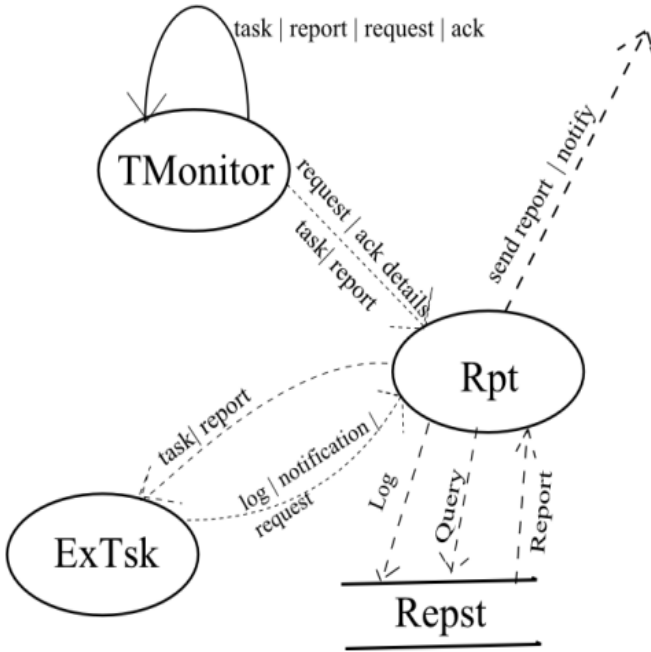 task | report | request | ack
TMonitor
request | ack details
task| report
send report | notify
Rpt
task| report
log | notification |
request
Log
Query
Report
ExTsk
Repst